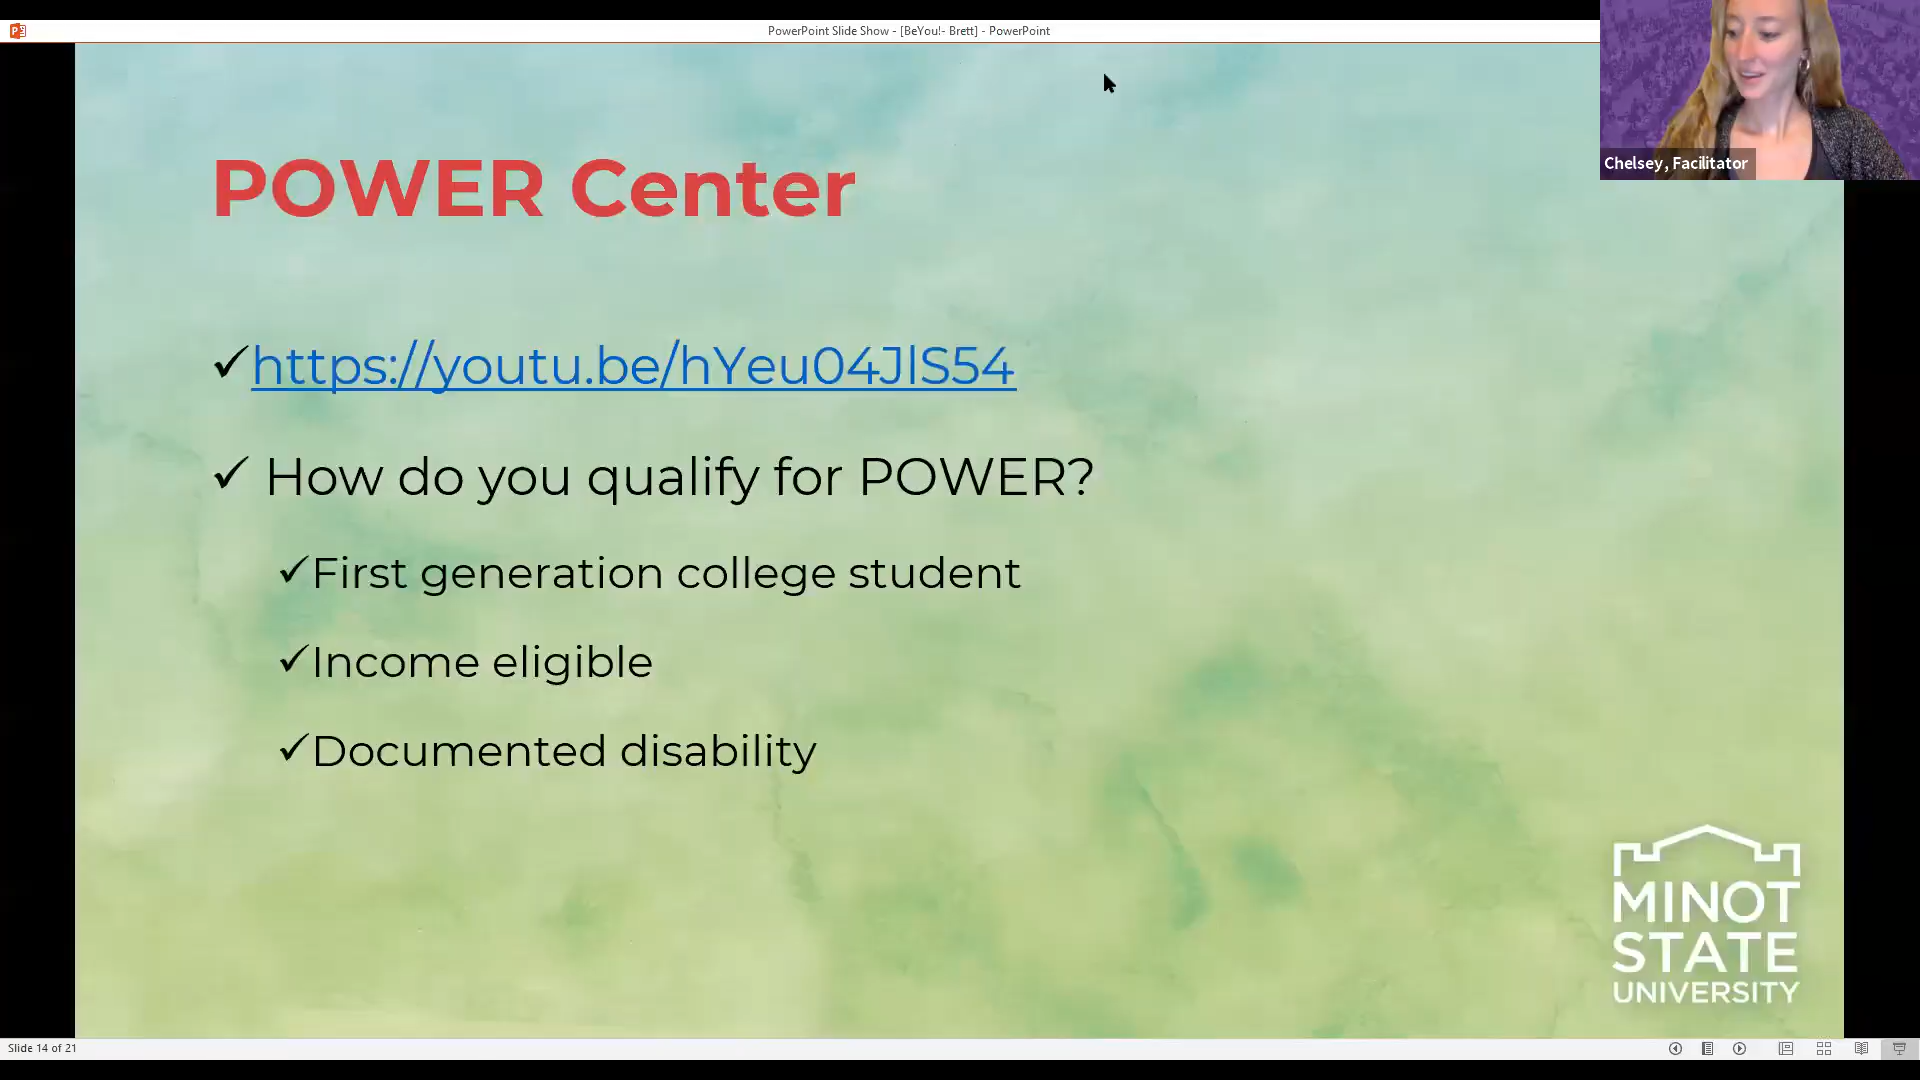 PowerPoint Slide Show - [BeYou!- Brett] - PowerPoint
Chelsey, Facilitator
POWER Center
https://youtu.be/hYeu04JlS54
How do you qualify for POWER?
First generation college student
Income eligible
Documented disability
MINOT
STATE
UNIVERSITY
Slide 14 of 21